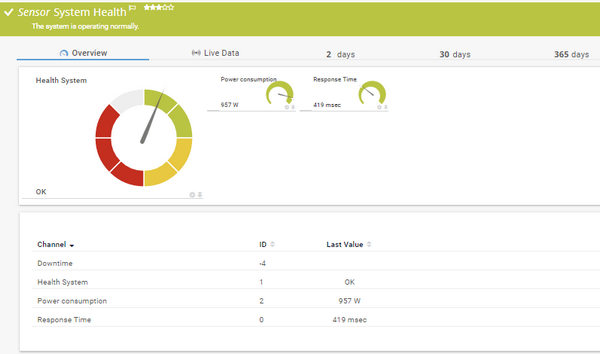 Sensor System Health
The system is operating normally.
Overview
Live Data
2 days
30 days
365 days
Health System
Power consumption
Response Time
957 W
419 msec
OK
Channel ID Last Value
Downtime -4
Health System 1 OK
Power consumption 2 957 W
Response Time 0 419 msec